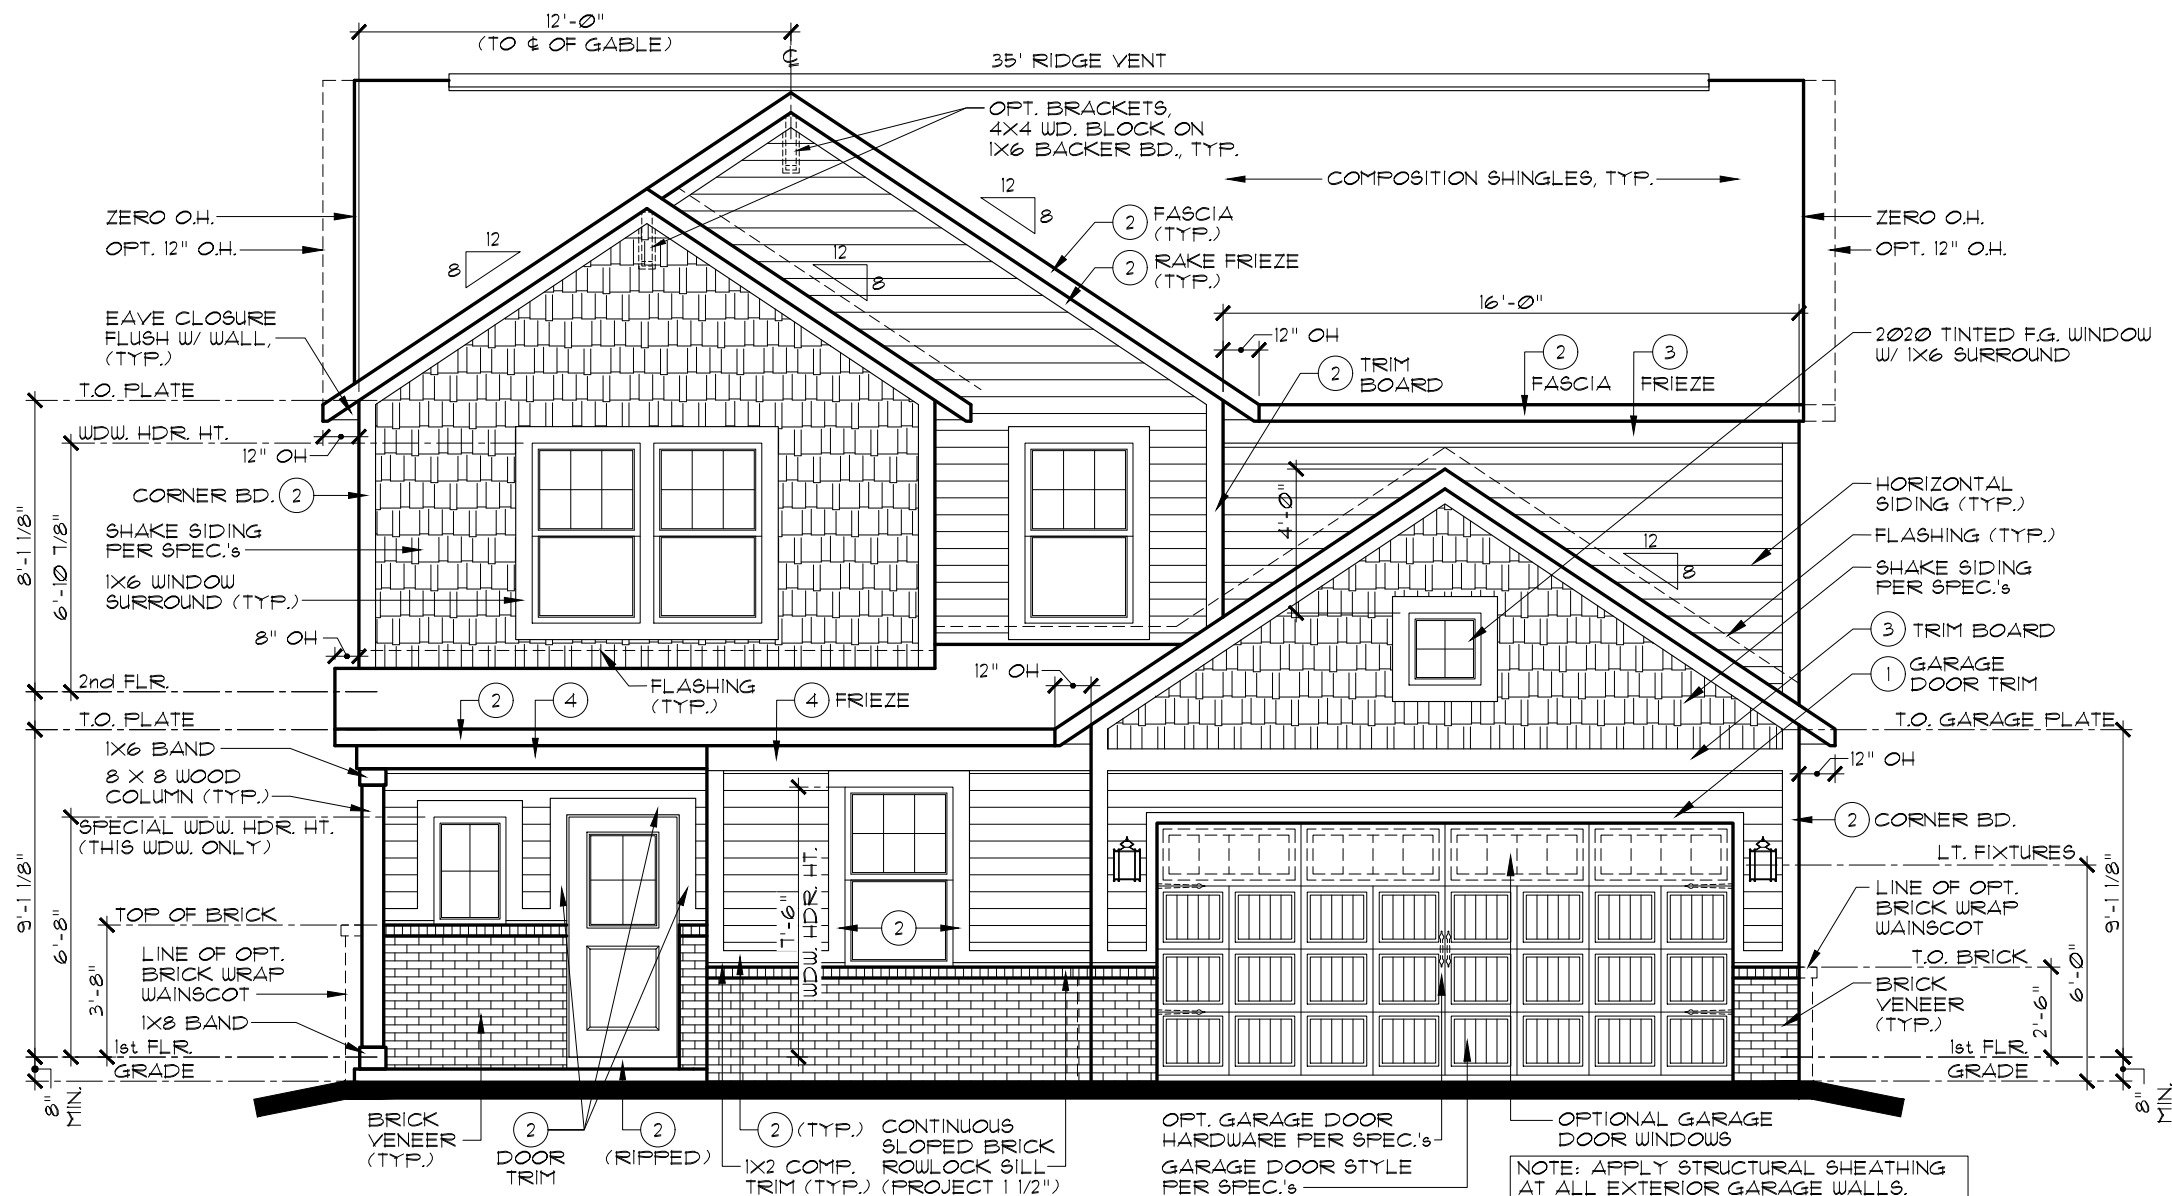 12'-0"
(TO ℄ OF GABLE)
℄
35' RIDGE VENT
OPT. BRACKETS,
4X4 WD. BLOCK ON
1X6 BACKER BD., TYP.
COMPOSITION SHINGLES, TYP.
12
8
2
FASCIA
(TYP.)
2
RAKE FRIEZE
(TYP.)
12
8
12
8
ZERO O.H.
OPT. 12" O.H.
ZERO O.H.
OPT. 12" O.H.
EAVE CLOSURE
FLUSH W/ WALL,
(TYP.)
16'-0"
12" OH
2
TRIM
BOARD
2
FASCIA
3
FRIEZE
2020 TINTED F.G. WINDOW
W/ 1X6 SURROUND
T.O. PLATE
WDW. HDR. HT.
12" OH
CORNER BD.
2
SHAKE SIDING
PER SPEC.'s
1X6 WINDOW
SURROUND (TYP.)
8" OH
8'-1 1/8"
6'-10 7/8"
4'-0"
12
8
HORIZONTAL
SIDING (TYP.)
FLASHING (TYP.)
SHAKE SIDING
PER SPEC.'s
3
TRIM BOARD
1
GARAGE
DOOR TRIM
2nd FLR.
T.O. PLATE
2
4
FLASHING
(TYP.)
4
FRIEZE
12" OH
T.O. GARAGE PLATE
12" OH
2
CORNER BD.
LT. FIXTURES
LINE OF OPT.
BRICK WRAP
WAINSCOT
T.O. BRICK
BRICK
VENEER
(TYP.)
1st FLR.
GRADE
9'-1 1/8"
6'-0"
2'-6"
8"
MIN.
1X6 BAND
8 X 8 WOOD
COLUMN (TYP.)
SPECIAL WDW. HDR. HT.
(THIS WDW. ONLY)
TOP OF BRICK
LINE OF OPT.
BRICK WRAP
WAINSCOT
1X8 BAND
1st FLR.
GRADE
9'-1 1/8"
6'-8"
3'-8"
8"
MIN.
7'-6"
WDW. HDR. HT.
2
BRICK
VENEER
(TYP.)
2
DOOR
TRIM
2
(RIPPED)
2
(TYP.)
1X2 COMP.
TRIM (TYP.)
CONTINUOUS
SLOPED BRICK
ROWLOCK SILL
(PROJECT 1 1/2")
OPT. GARAGE DOOR
HARDWARE PER SPEC.'s
GARAGE DOOR STYLE
PER SPEC.'s
OPTIONAL GARAGE
DOOR WINDOWS
NOTE: APPLY STRUCTURAL SHEATHING
AT ALL EXTERIOR GARAGE WALLS.